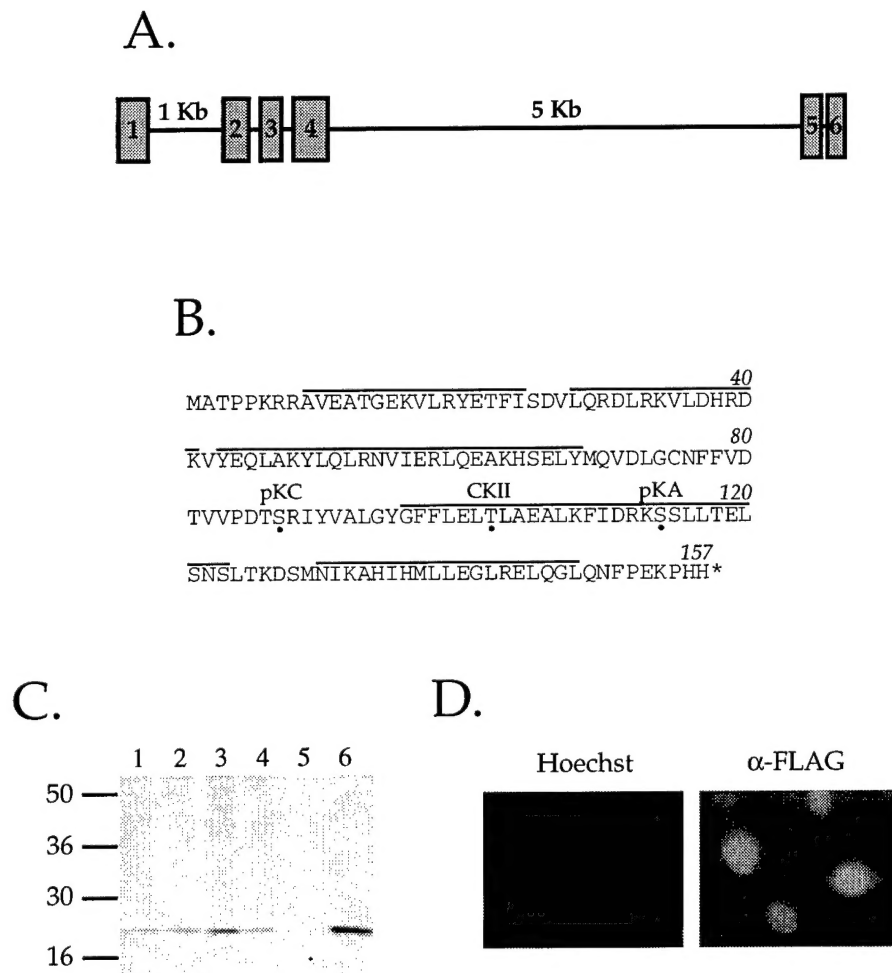 A.
1 1 Kb 2 3 4 5 Kb 5 6
B.
40
MATPPKRRAVEATGEKVLRYETFISDVLQRDLRKVLDHRD
80
KVYEQLAKYLQLRNVIERLQEAKHSELYMQVDLGCNFFVD
pKC CKII pKA 120
TVVPDTSRIYVALGYGFFLELTLAEALKFIDRKSSLLTEL
157
SNSLTKDSMNIKAHIHMLLEGLRELQGLQNFPEKPHH*
C.
1 2 3 4 5 6
50
36
30
16
D.
Hoechst α-FLAG